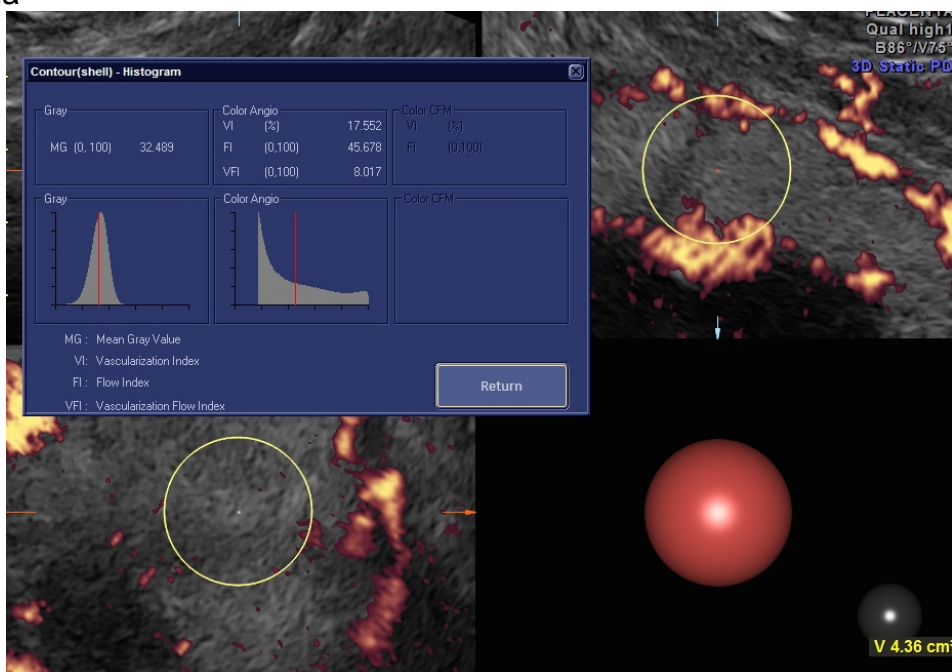 a
PLACENTA
Qual high1
B86°/V75°
3D Static PD
Contour(shell) - Histogram
Gray
MG (0, 100) 32.489
Color Angio
VI (%) 17.552
FI (0,100) 45.678
VFI (0,100) 8.017
Color CFM
VI (%)
FI (0,100)
Gray
Color Angio
Color CFM
MG : Mean Gray Value
VI: Vascularization Index
FI : Flow Index
VFI : Vascularization Flow Index
Return
V 4.36 cm³